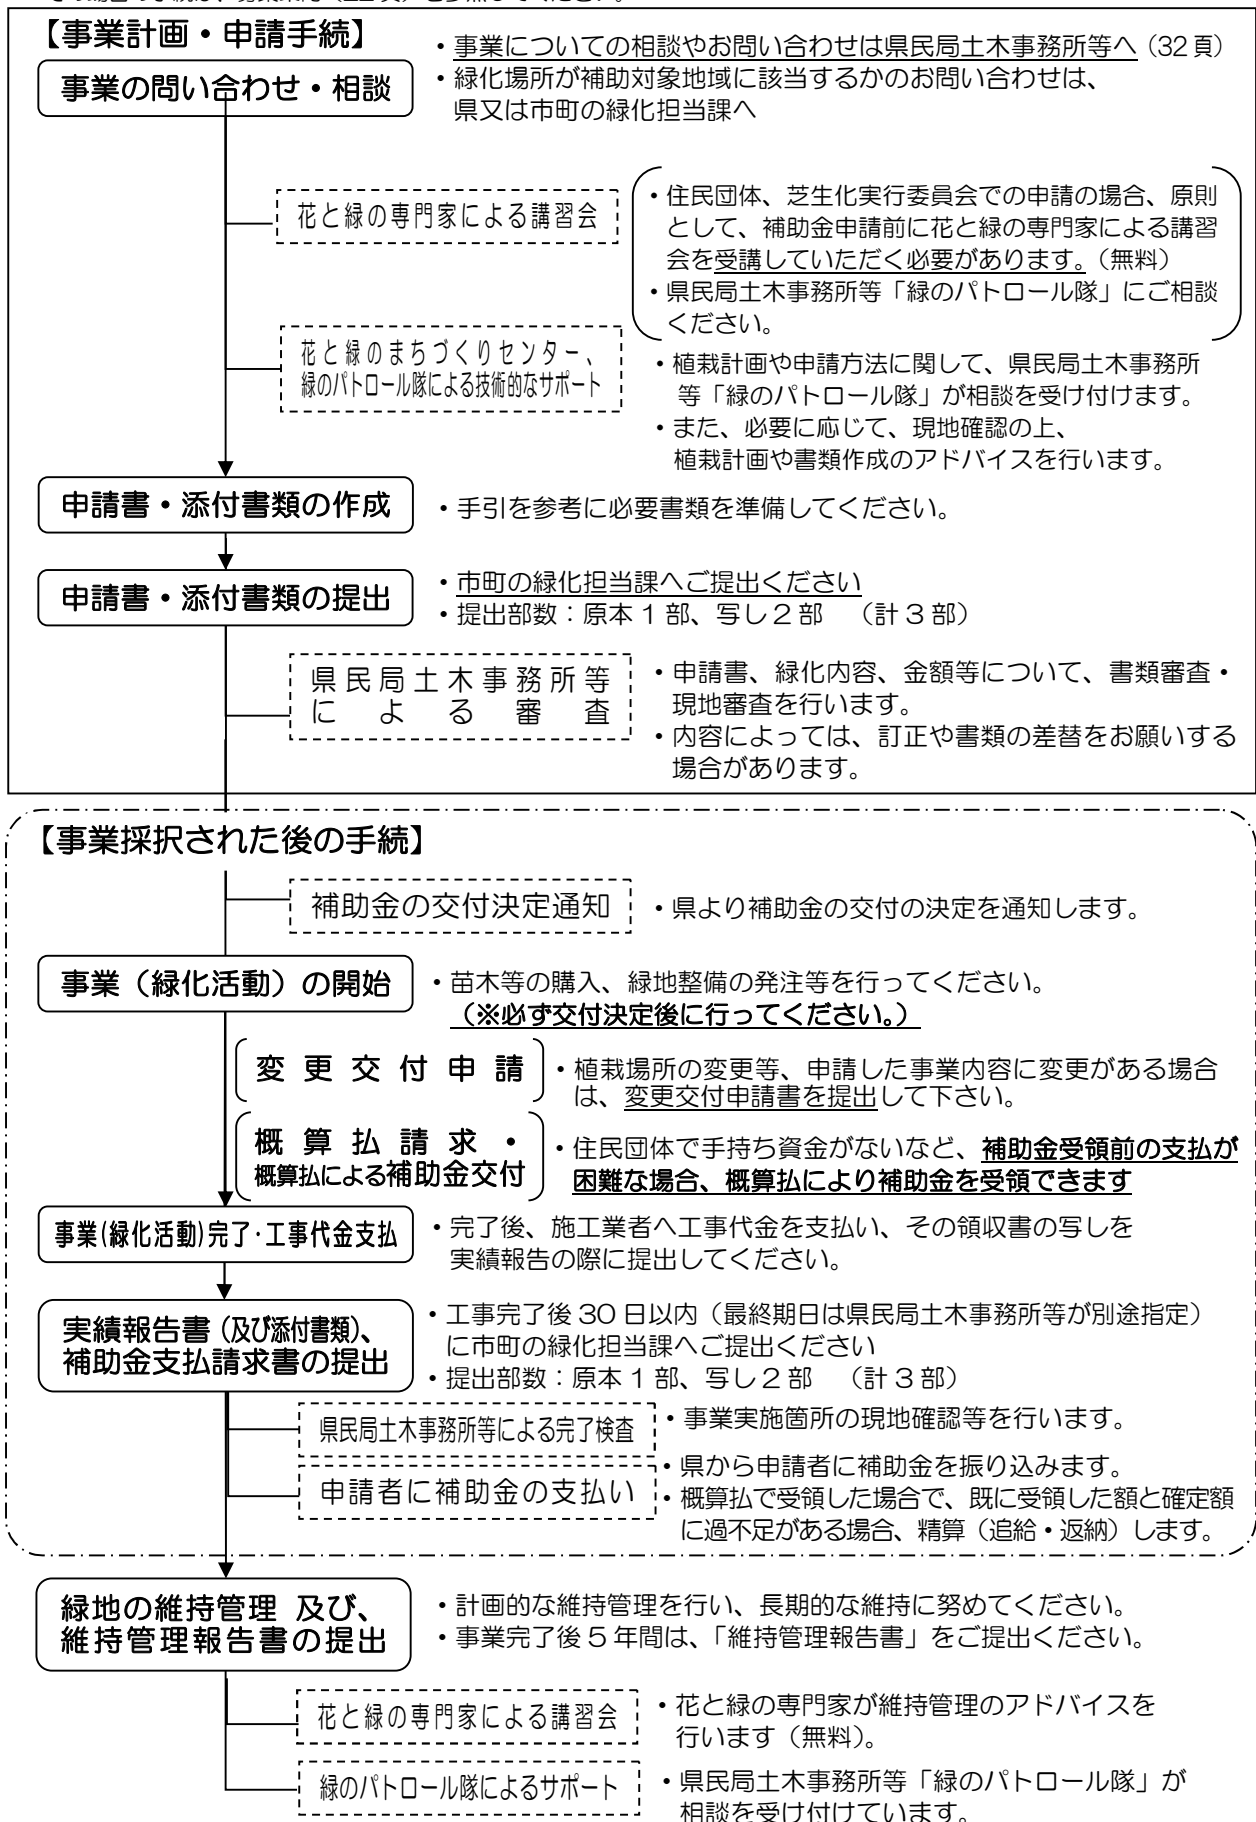 【事業計画・申請手続】
事業の問い合わせ・相談
・事業についての相談やお問い合わせは県民局土木事務所等へ（32頁）
・緑化場所が補助対象地域に該当するかのお問い合わせは、
県又は市町の緑化担当課へ
花と緑の専門家による講習会
・住民団体、芝生化実行委員会での申請の場合、原則
として、補助金申請前に花と緑の専門家による講習
会を受講していただく必要があります。（無料）
・県民局土木事務所等「緑のパトロール隊」にご相談
ください。
花と緑のまちづくりセンター、
緑のパトロール隊による技術的なサポート
・植栽計画や申請方法に関して、県民局土木事務所
等「緑のパトロール隊」が相談を受け付けます。
・また、必要に応じて、現地確認の上、
植栽計画や書類作成のアドバイスを行います。
申請書・添付書類の作成
・手引を参考に必要書類を準備してください。
申請書・添付書類の提出
・市町の緑化担当課へご提出ください
・提出部数：原本１部、写し２部　（計３部）
県民局土木事務所等
による審査
・申請書、緑化内容、金額等について、書類審査・
現地審査を行います。
・内容によっては、訂正や書類の差替をお願いする
場合があります。
【事業採択された後の手続】
補助金の交付決定通知
・県より補助金の交付の決定を通知します。
事業（緑化活動）の開始
・苗木等の購入、緑地整備の発注等を行ってください。
（※必ず交付決定後に行ってください。）
変更交付申請
・植栽場所の変更等、申請した事業内容に変更がある場合
は、変更交付申請書を提出して下さい。
概算払請求・
概算払による補助金交付
・住民団体で手持ち資金がないなど、補助金受領前の支払が
困難な場合、概算払により補助金を受領できます
事業(緑化活動)完了・工事代金支払
・完了後、施工業者へ工事代金を支払い、その領収書の写しを
実績報告の際に提出してください。
実績報告書（及び添付書類）、
補助金支払請求書の提出
・工事完了後30日以内（最終期日は県民局土木事務所等が別途指定）
に市町の緑化担当課へご提出ください
・提出部数：原本１部、写し２部　（計３部）
県民局土木事務所等による完了検査
・事業実施箇所の現地確認等を行います。
申請者に補助金の支払い
・県から申請者に補助金を振り込みます。
・概算払で受領した場合で、既に受領した額と確定額
に過不足がある場合、精算（追給・返納）します。
緑地の維持管理 及び、
維持管理報告書の提出
・計画的な維持管理を行い、長期的な維持に努めてください。
・事業完了後５年間は、「維持管理報告書」をご提出ください。
花と緑の専門家による講習会
・花と緑の専門家が維持管理のアドバイスを
行います（無料）。
緑のパトロール隊によるサポート
・県民局土木事務所等「緑のパトロール隊」が
相談を受け付けています。